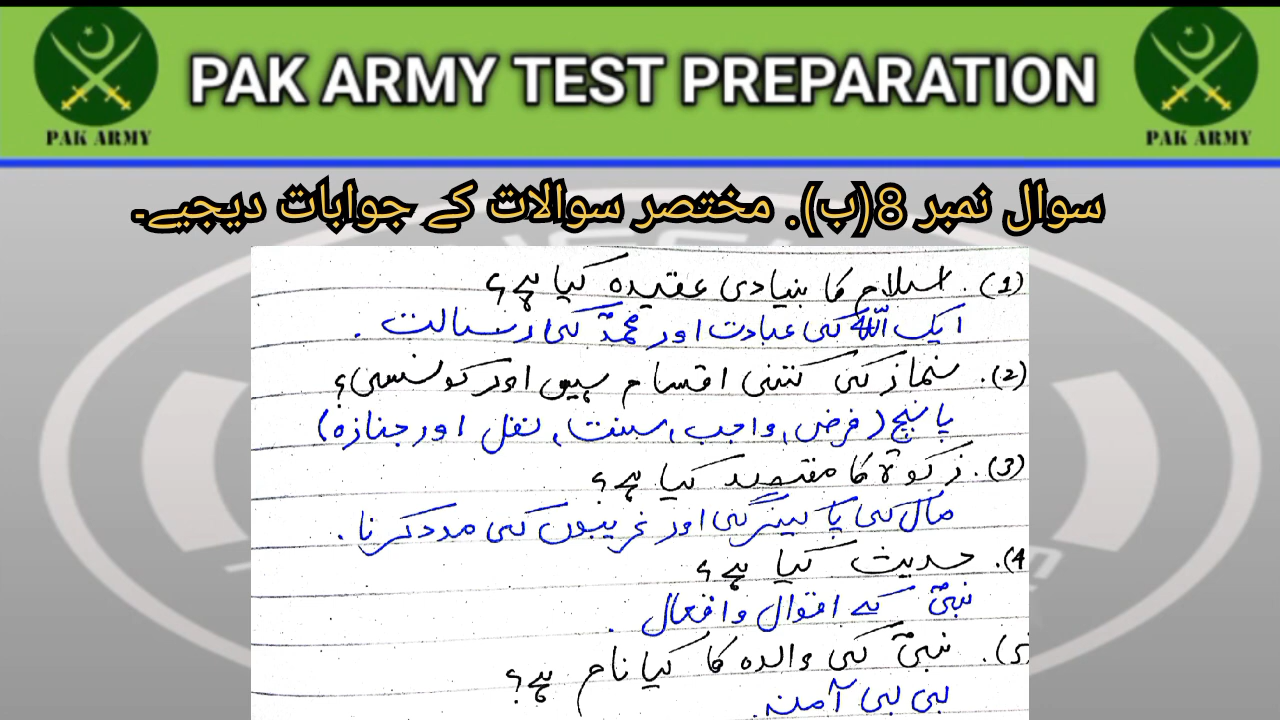 PAK ARMY TEST PREPARATION
PAK ARMY
PAK ARMY
سوال نمبر 8(ب). مختصر سوالات کے جوابات دیجیے۔
(1). اسلام کا بنیادی عقیدہ کیا ہے؟
ایک اللہ کی عبادت اور محمدؐ کی رسالت .
(2). نماز کی کتنی اقسام ہیں اور کونسی؟
پانچ (فرض، واجب، سنت، نفل اور جنازہ)
(3). زکوٰۃ کا مقصد کیا ہے؟
مال کی پاکیزگی اور غریبوں کی مدد کرنا .
(4). حدیث کیا ہے؟
نبیؐ کے اقوال و افعال .
(5). نبیؐ کی والدہ کا کیا نام ہے؟
بی بی آمنہ .